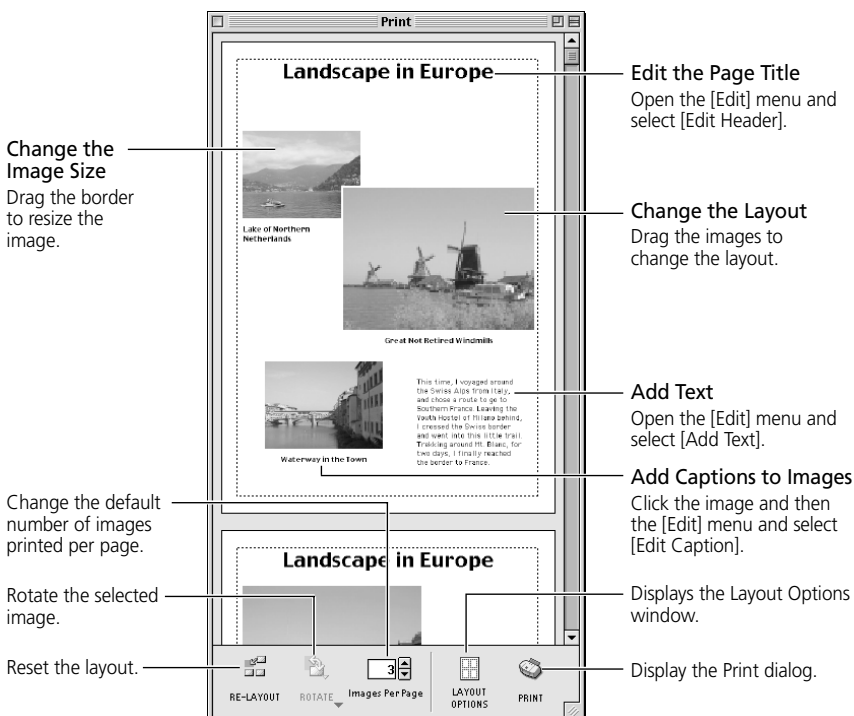 Print
Landscape in Europe
Edit the Page Title
Open the [Edit] menu and
select [Edit Header].
Change the
Image Size
Drag the border
to resize the
image.
Lake of Northern
Netherlands
Change the Layout
Drag the images to
change the layout.
Great Not Retired Windmills
This time, I voyaged around
the Swiss Alps from Italy,
and chose a route to go to
Southern France. Leaving the
Youth Hostel of Milano behind,
I crossed the Swiss border
and went into this little trail.
Trekking around Mt. Blanc, for
two days, I finally reached
the border to France.
Add Text
Open the [Edit] menu and
select [Add Text].
Waterway in the Town
Add Captions to Images
Click the image and then
the [Edit] menu and select
[Edit Caption].
Change the default
number of images
printed per page.
Landscape in Europe
Rotate the selected
image.
Displays the Layout Options
window.
Reset the layout.
3
Display the Print dialog.
RE-LAYOUT
ROTATE
Images Per Page
LAYOUT
OPTIONS
PRINT